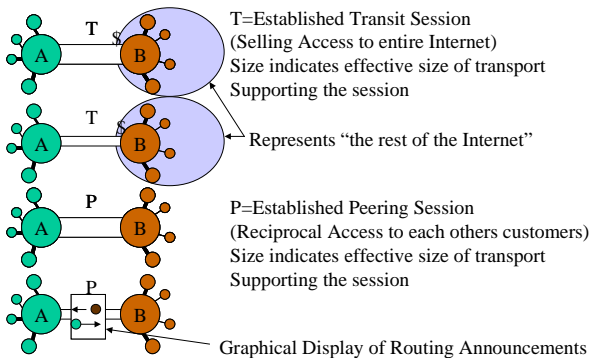 T
T=Established Transit Session
(Selling Access to entire Internet)
Size indicates effective size of transport
Supporting the session
$
A
B
T
$
A
B
Represents “the rest of the Internet”
P
A
B
P=Established Peering Session
(Reciprocal Access to each others customers)
Size indicates effective size of transport
Supporting the session
P
A
B
Graphical Display of Routing Announcements